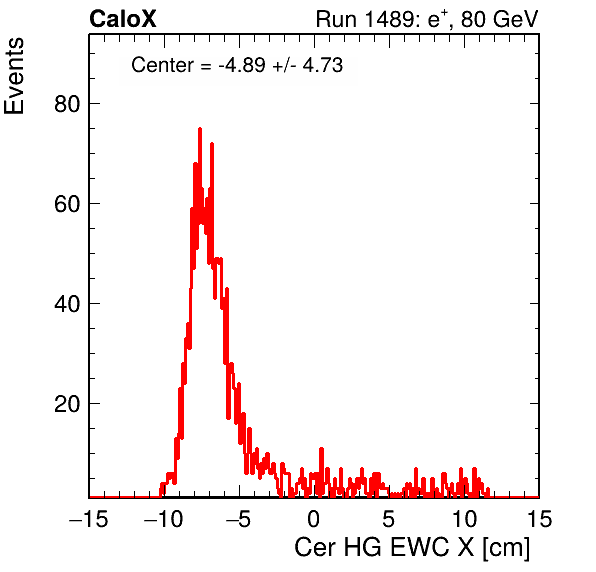 CaloX
Run 1489: e+, 80 GeV
Events
Center = -4.89 +/- 4.73
80
60
40
20
−15 −10 −5 0 5 10 15
Cer HG EWC X [cm]